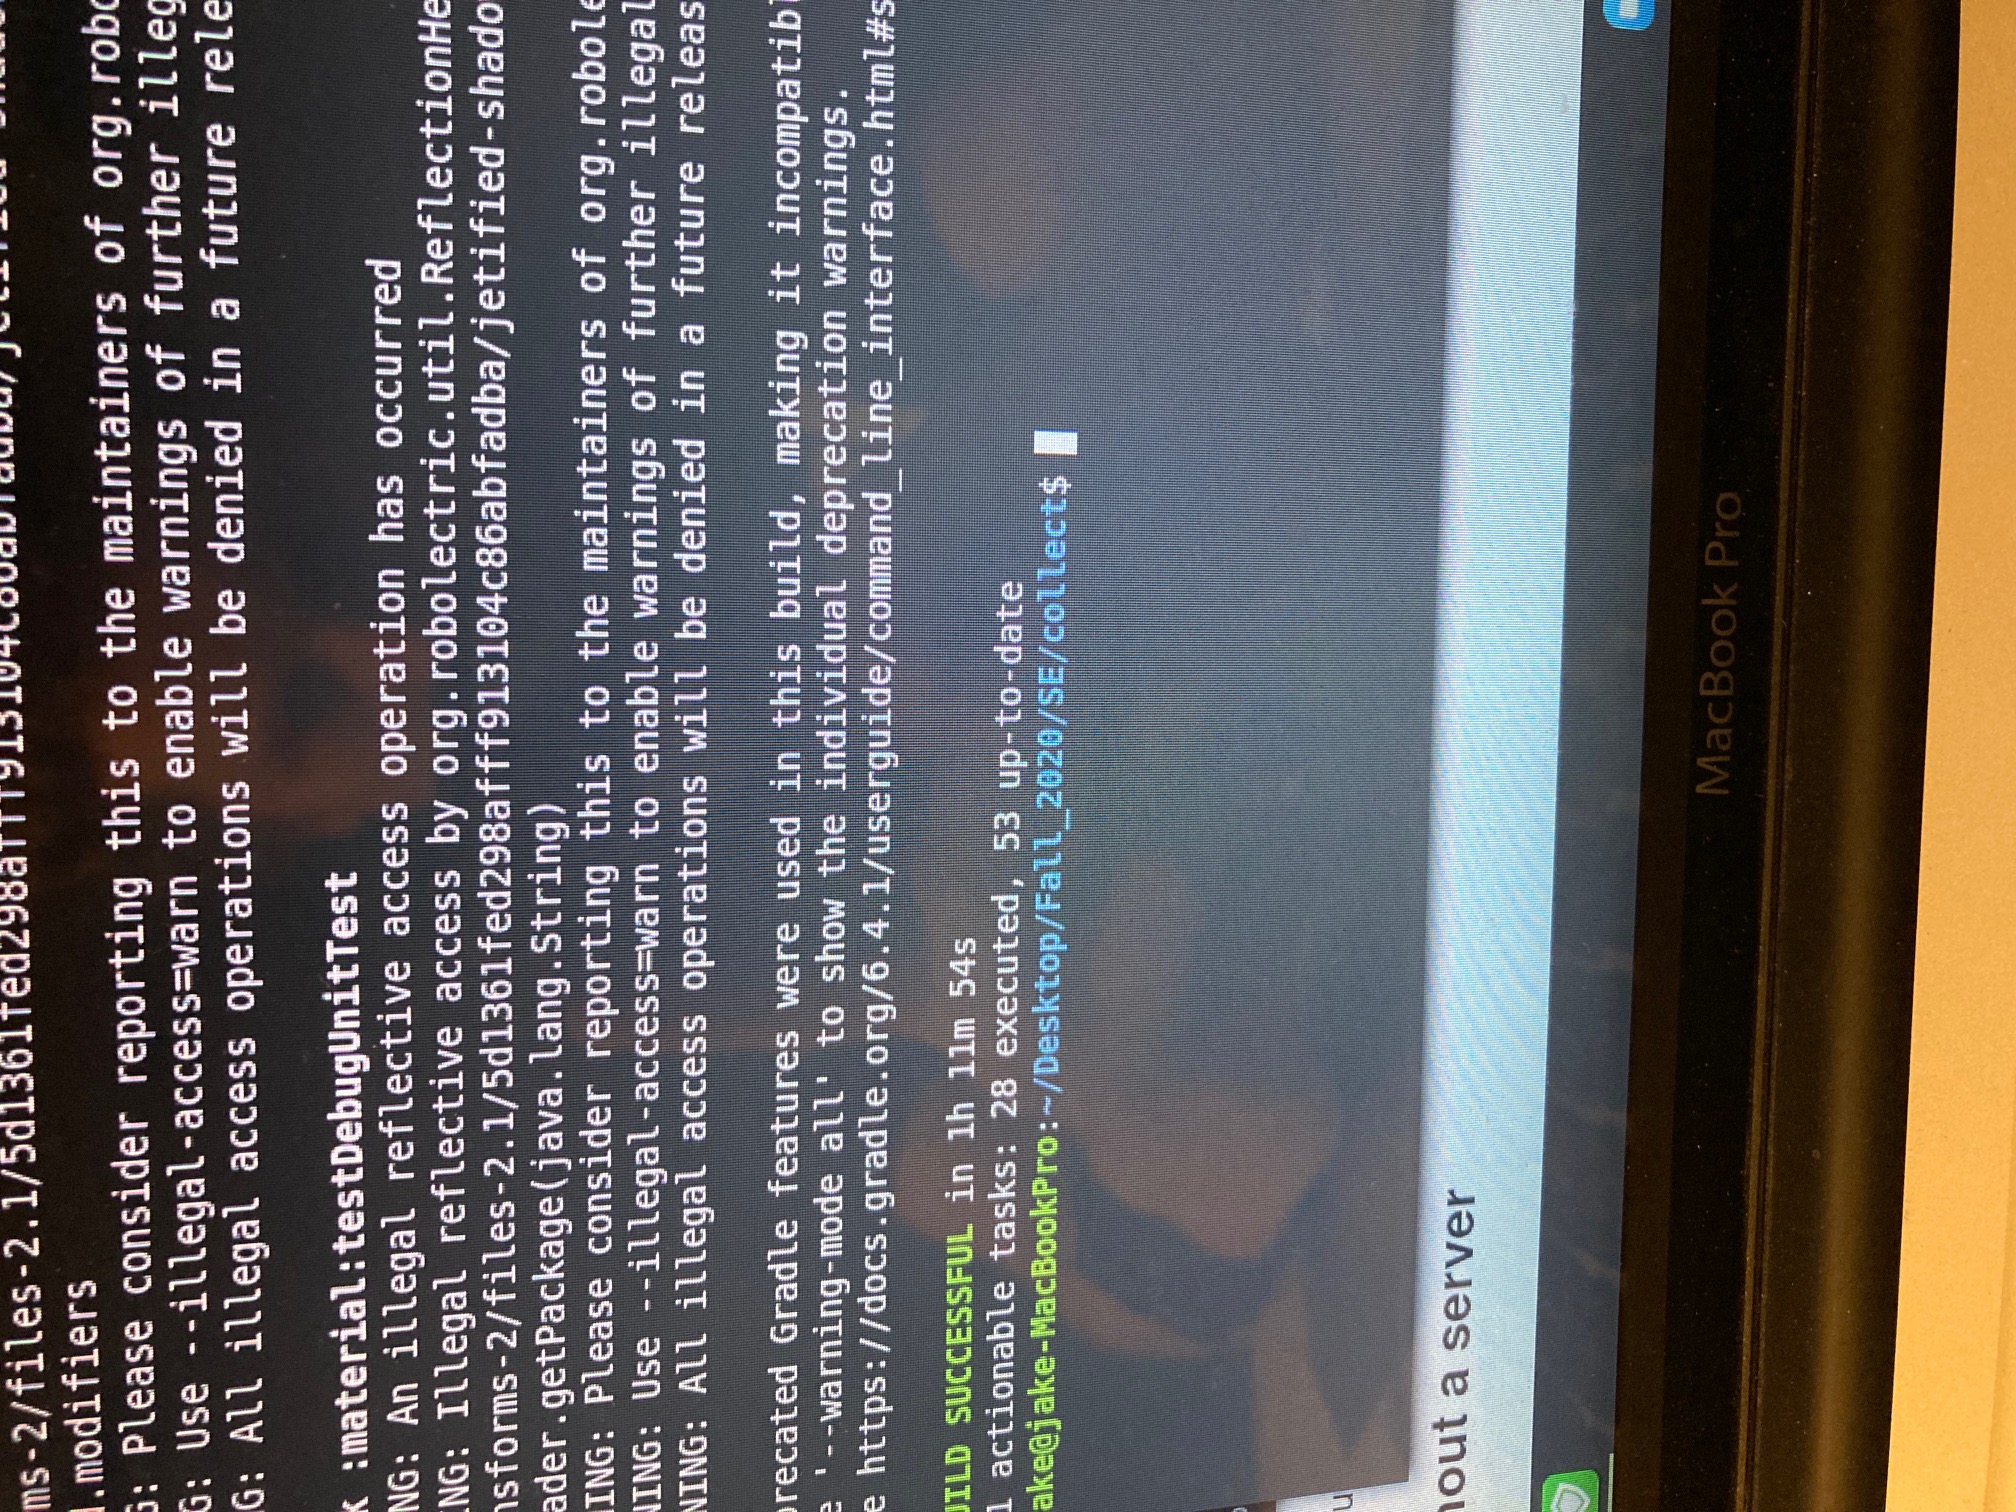 ms-2/files-2.1/5d1361fed298afff913104c86abfadba/jetified-shado
.modifiers
G: Please consider reporting this to the maintainers of org.robo
G: Use --illegal-access=warn to enable warnings of further illeg
NG: All illegal access operations will be denied in a future rele
k :material:testDebugUnitTest
NG: An illegal reflective access operation has occurred
ING: Illegal reflective access by org.robolectric.util.ReflectionHe
nsforms-2/files-2.1/5d1361fed298afff913104c86abfadba/jetified-shado
ader.getPackage(java.lang.String)
NING: Please consider reporting this to the maintainers of org.robole
NING: Use --illegal-access=warn to enable warnings of further illegal
NING: All illegal access operations will be denied in a future releas
precated Gradle features were used in this build, making it incompatibl
e '--warning-mode all' to show the individual deprecation warnings.
e https://docs.gradle.org/6.4.1/userguide/command_line_interface.html#s
UILD SUCCESSFUL in 1h 11m 54s
1 actionable tasks: 28 executed, 53 up-to-date
ake@jake-MacBookPro:~/Desktop/Fall_2020/SE/collect$
u
hout a server
MacBook Pro